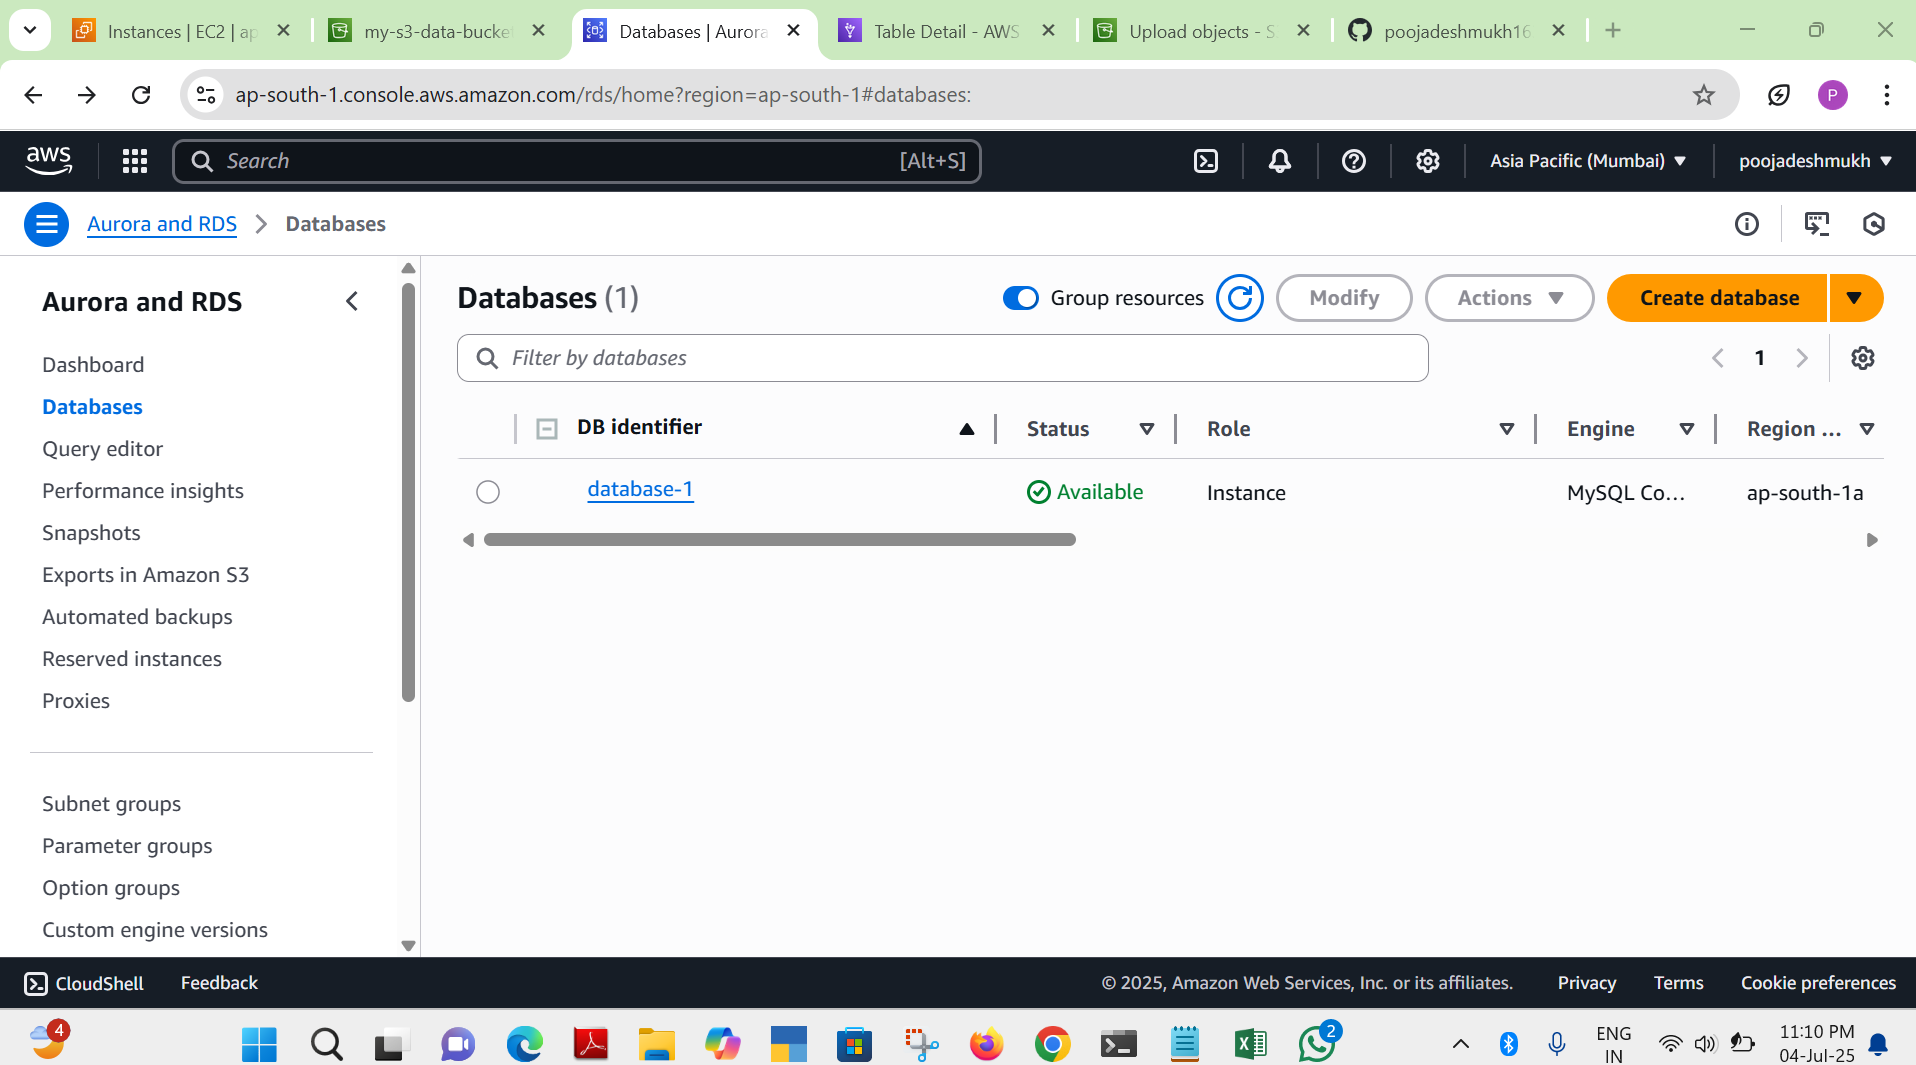 Instances | EC2 | ap
my-s3-data-bucket
Databases | Aurora
Table Detail - AWS
Upload objects - S
poojadeshmukh16
ap-south-1.console.aws.amazon.com/rds/home?region=ap-south-1#databases:
P
aws
Search
[Alt+S]
Asia Pacific (Mumbai)
poojadeshmukh
Aurora and RDS
Databases
Aurora and RDS
Dashboard
Databases
Query editor
Performance insights
Snapshots
Exports in Amazon S3
Automated backups
Reserved instances
Proxies
Subnet groups
Parameter groups
Option groups
Custom engine versions
Databases (1)
Group resources
Modify
Actions
Create database
Filter by databases
1
DB identifier
Status
Role
Engine
Region ...
database-1
Available
Instance
MySQL Co...
ap-south-1a
CloudShell
Feedback
© 2025, Amazon Web Services, Inc. or its affiliates.
Privacy
Terms
Cookie preferences
4
2
ENG
IN
11:10 PM
04-Jul-25